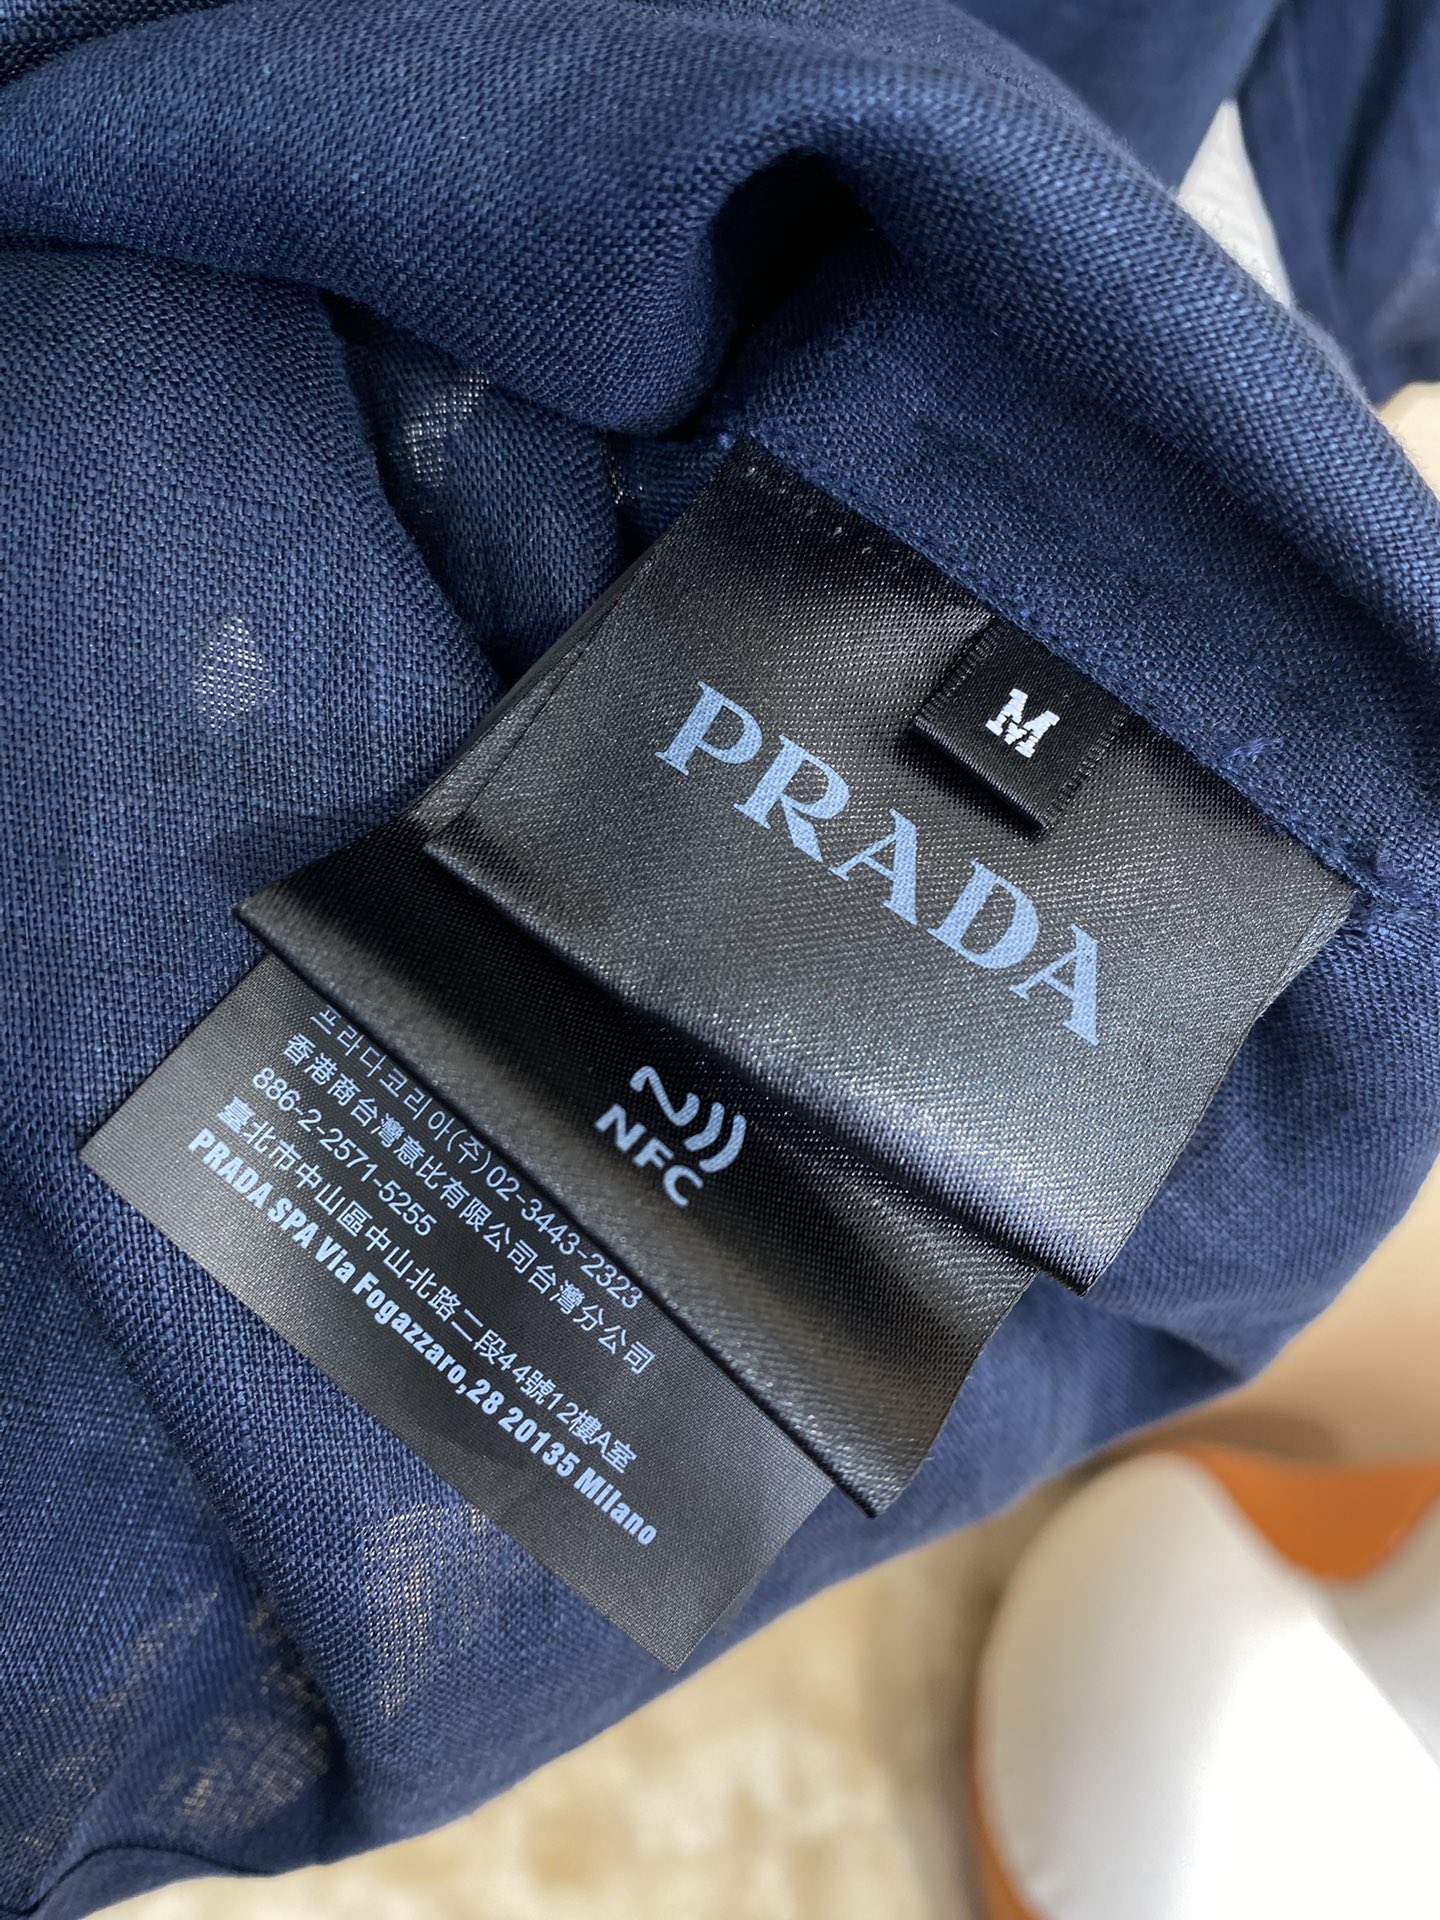 M
PRADA
NFC
프라다코리아(주)02-3443-2323
香港商台灣意比有限公司台灣分公司
886-2-2571-5255
臺北市中山區中山北路二段44號12樓A室
PRADA SPA Via Fogazzaro,28 20135 Milano